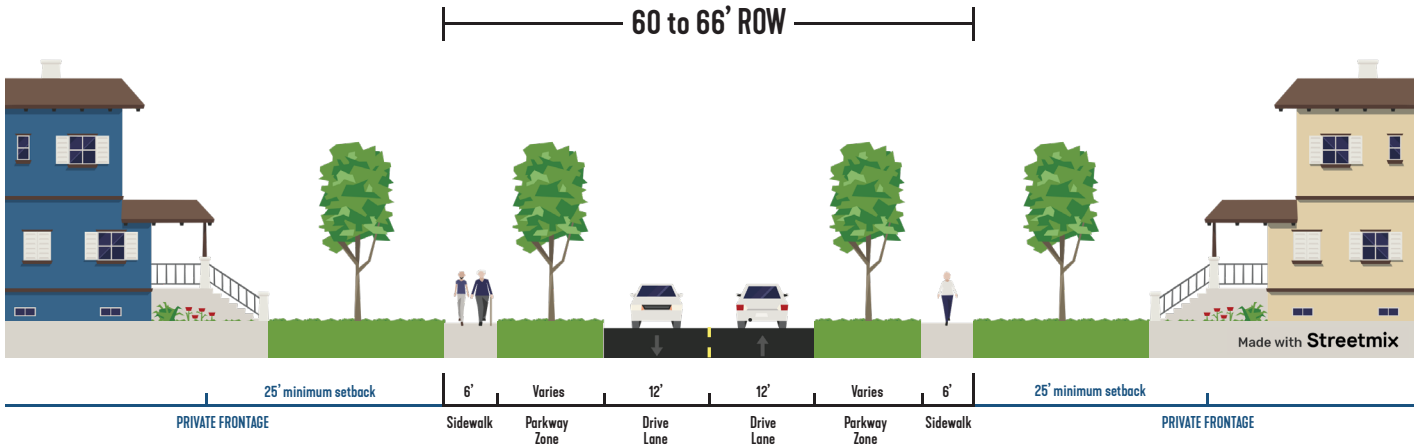 60 to 66’ ROW
Made with Streetmix
25’ minimum setback
6’
Varies
12’
12’
Varies
6’
25’ minimum setback
PRIVATE FRONTAGE
Sidewalk
Parkway
Zone
Drive
Lane
Drive
Lane
Parkway
Zone
Sidewalk
PRIVATE FRONTAGE